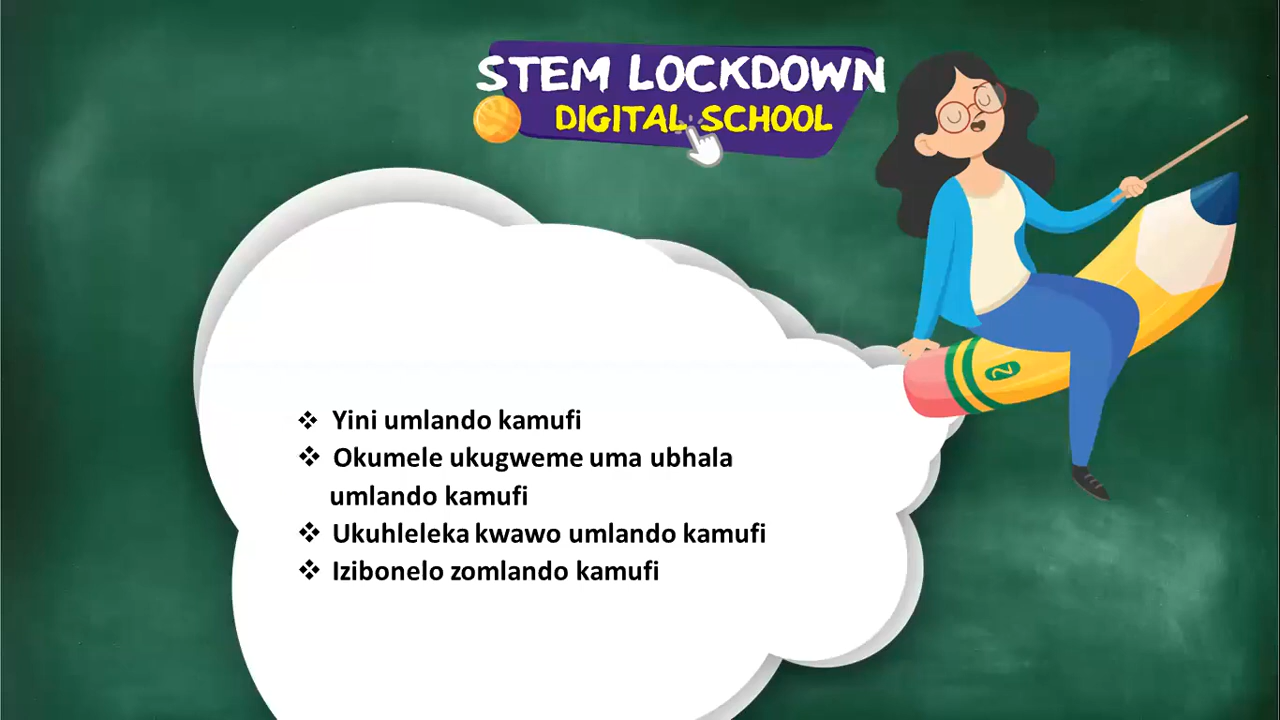 STEM LOCKDOWN
DIGITAL SCHOOL
2
❖ Yini umlando kamufi
❖ Okumele ukugweme uma ubhala
umlando kamufi
❖ Ukuhleleka kwawo umlando kamufi
❖ Izibonelo zomlando kamufi